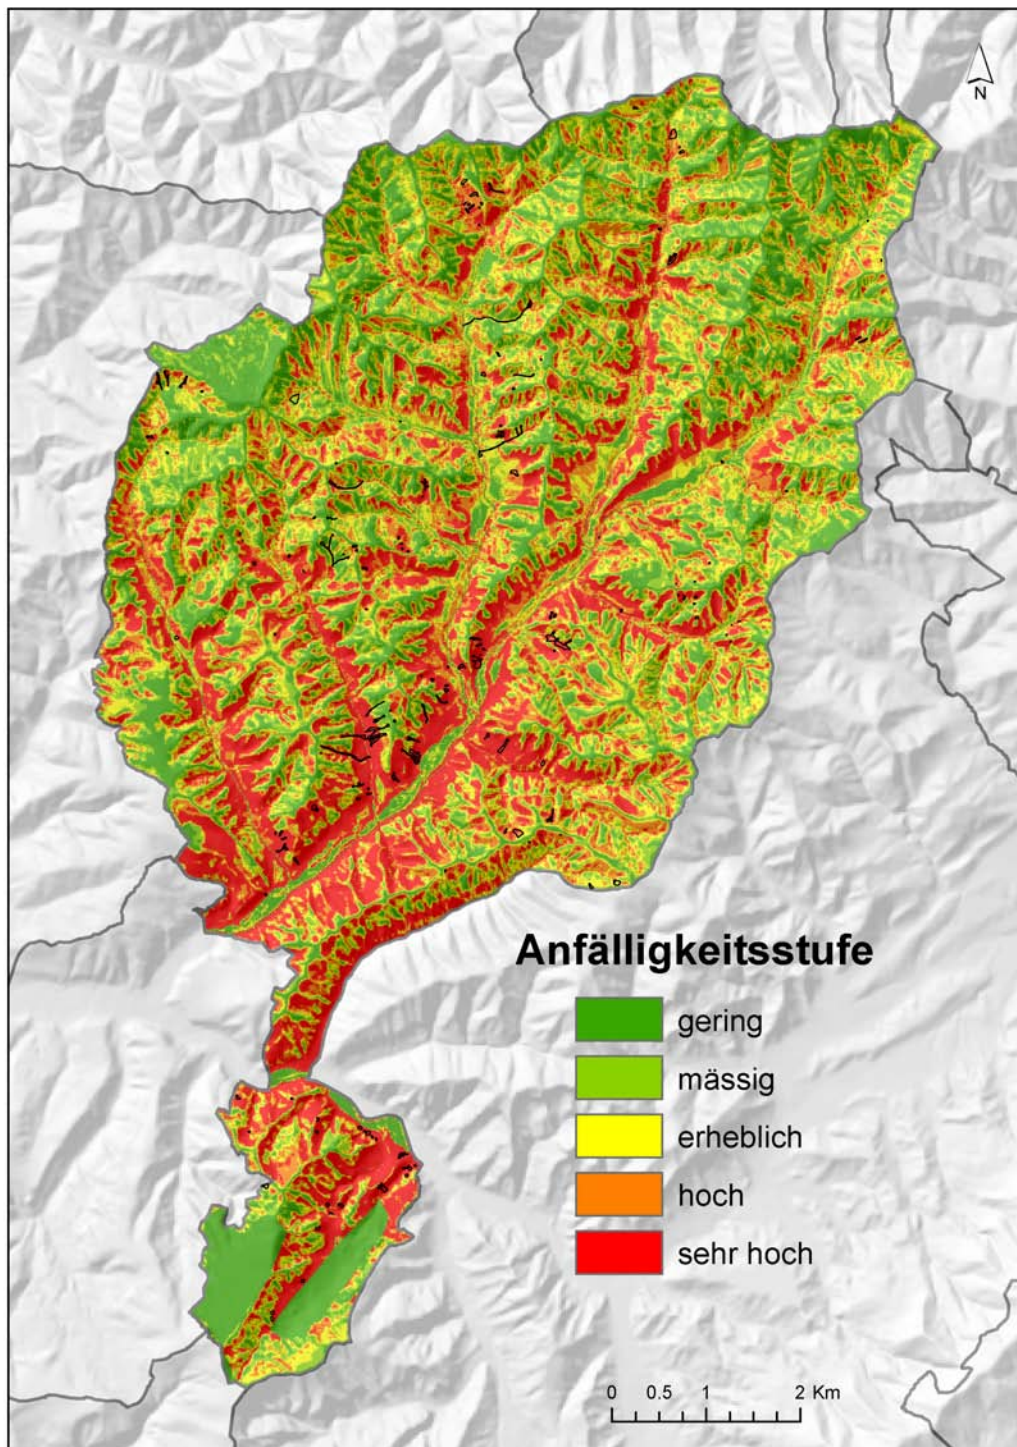 N
Anfälligkeitsstufe
gering
mässig
erheblich
hoch
sehr hoch
0 0.5 1 2 Km